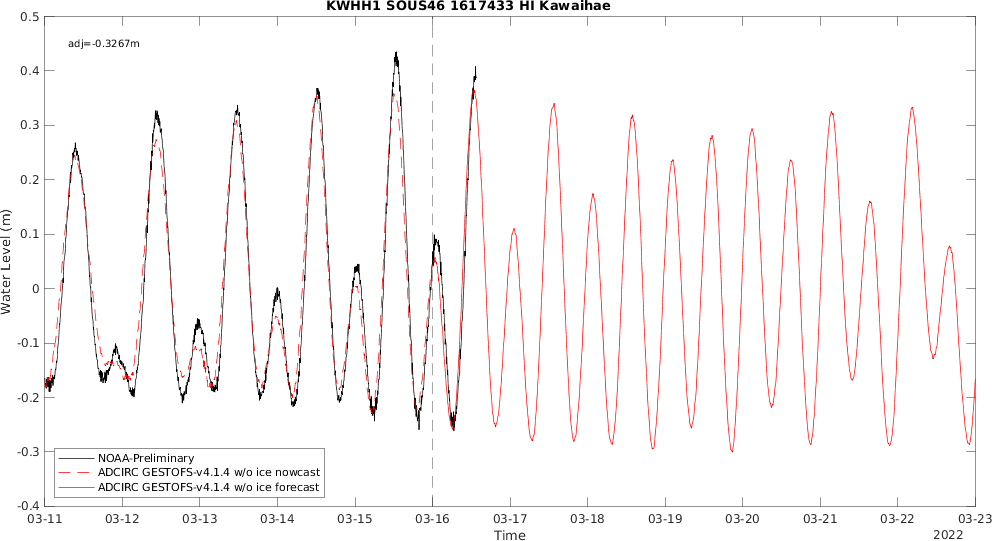 KWHH1 SOUS46 1617433 HI Kawaihae
adj=-0.3267m
0.5
0.4
0.3
0.2
0.1
0
-0.1
-0.2
-0.3
-0.4
Water Level (m)
NOAA-Preliminary
ADCIRC GESTOFS-v4.1.4 w/o ice nowcast
ADCIRC GESTOFS-v4.1.4 w/o ice forecast
03-11 03-12 03-13 03-14 03-15 03-16 03-17 03-18 03-19 03-20 03-21 03-22 03-23
Time
2022